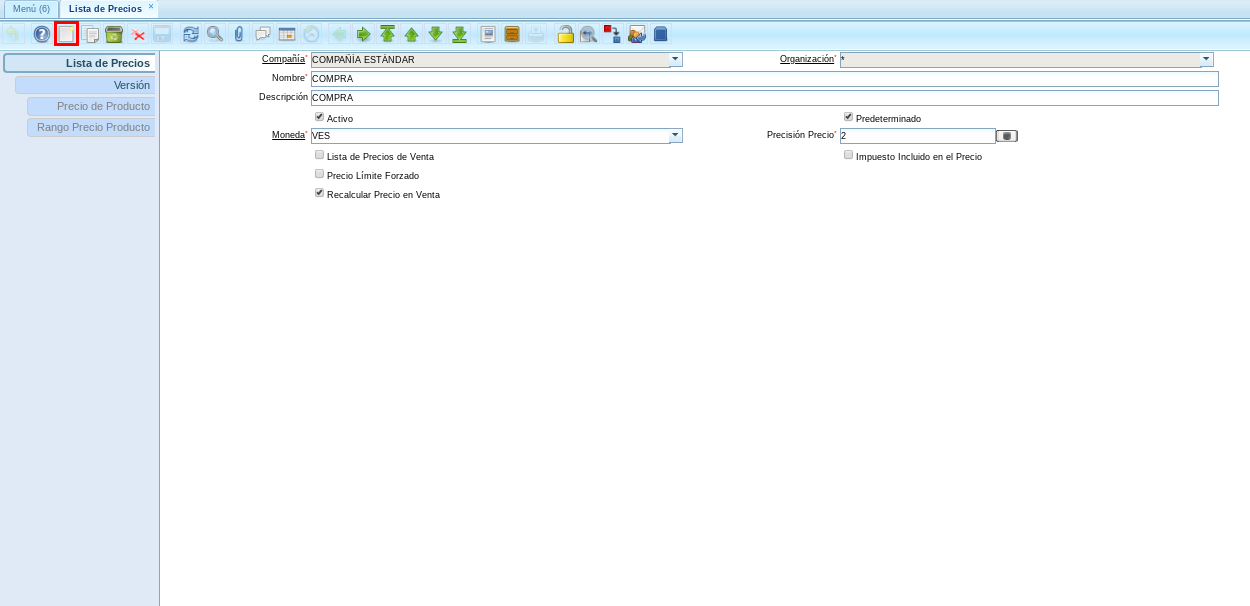 Menú (6) Lista de Precios
Lista de Precios
Versión
Precio de Producto
Rango Precio Producto
Compañía* COMPAÑÍA ESTÁNDAR Organización* *
Nombre* COMPRA
Descripción COMPRA
Activo Predeterminado
Moneda* VES Precisión Precio* 2
Lista de Precios de Venta Impuesto Incluido en el Precio
Precio Límite Forzado
Recalcular Precio en Venta